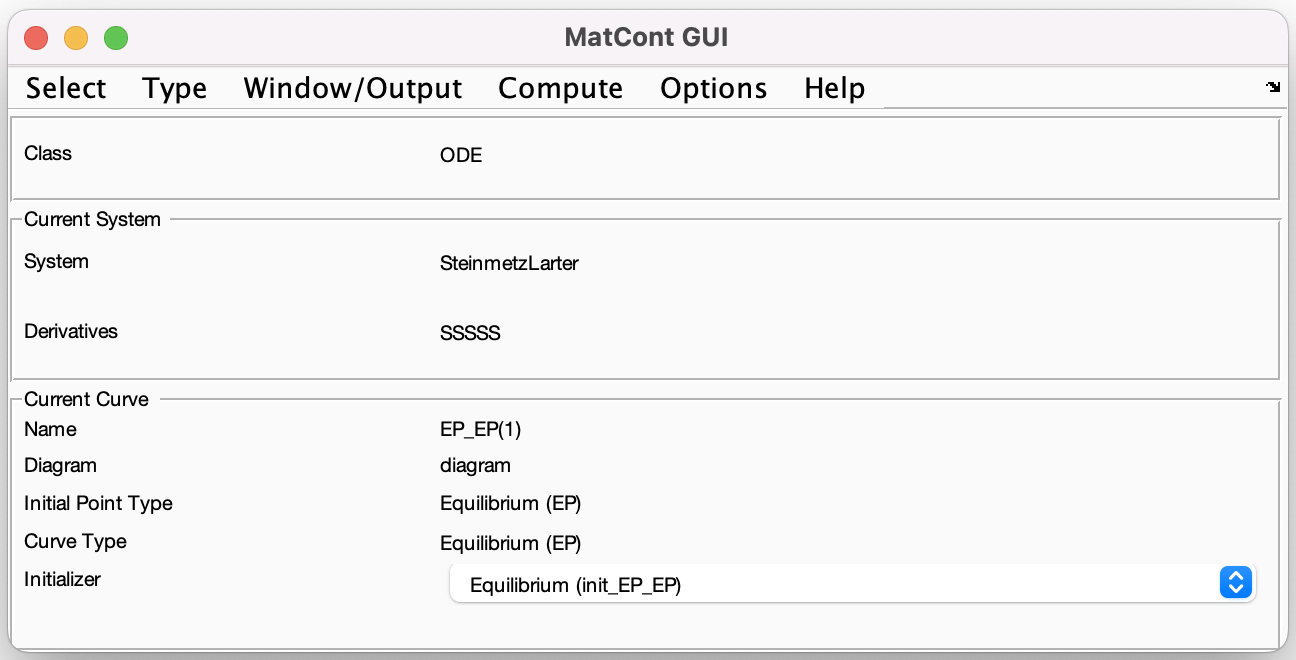 MatCont GUI
Select Type Window/Output Compute Options Help
Class ODE
Current System
System SteinmetzLarter
Derivatives SSSSS
Current Curve
Name EP_EP(1)
Diagram diagram
Initial Point Type Equilibrium (EP)
Curve Type Equilibrium (EP)
Initializer Equilibrium (init_EP_EP)